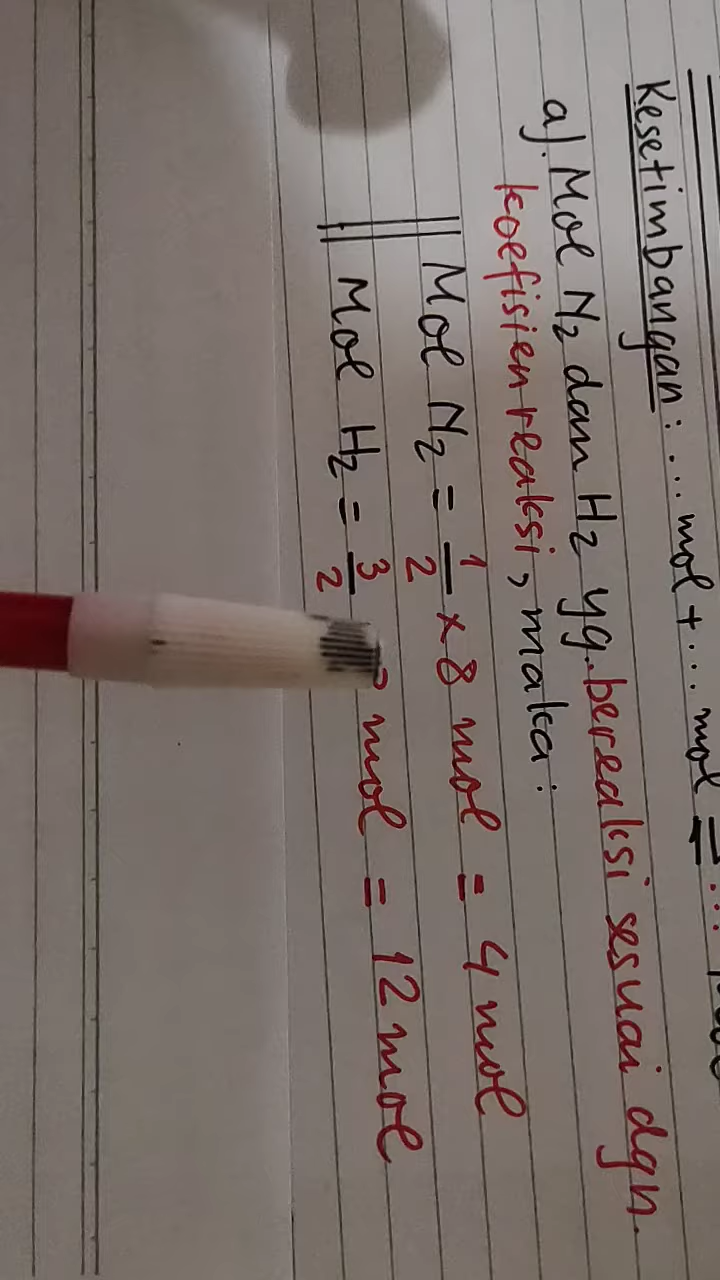 Kesetimbangan : ... mol + ... mol = ...
a). Mol N2 dan H2 yg. bereaksi sesuai dgn.
koefisien reaksi, maka :
Mol N2 = 1/2 × 8 mol = 4 mol
Mol H2 = 3/2 mol = 12 mol